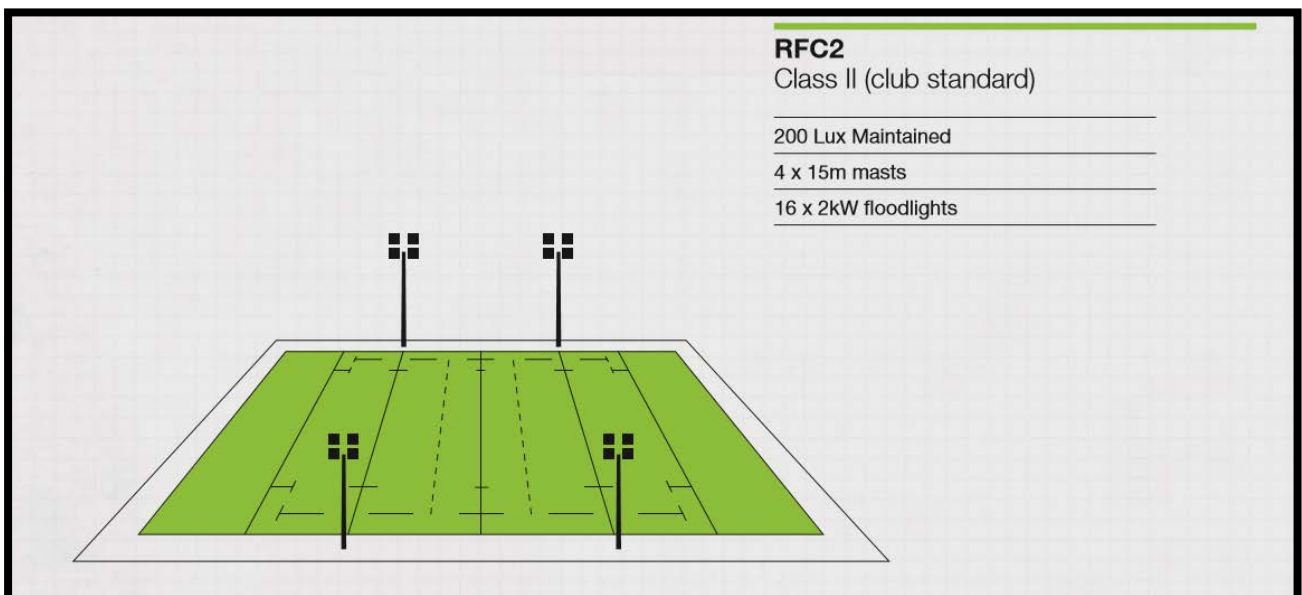 RFC2
Class II (club standard)
200 Lux Maintained
4 x 15m masts
16 x 2kW floodlights